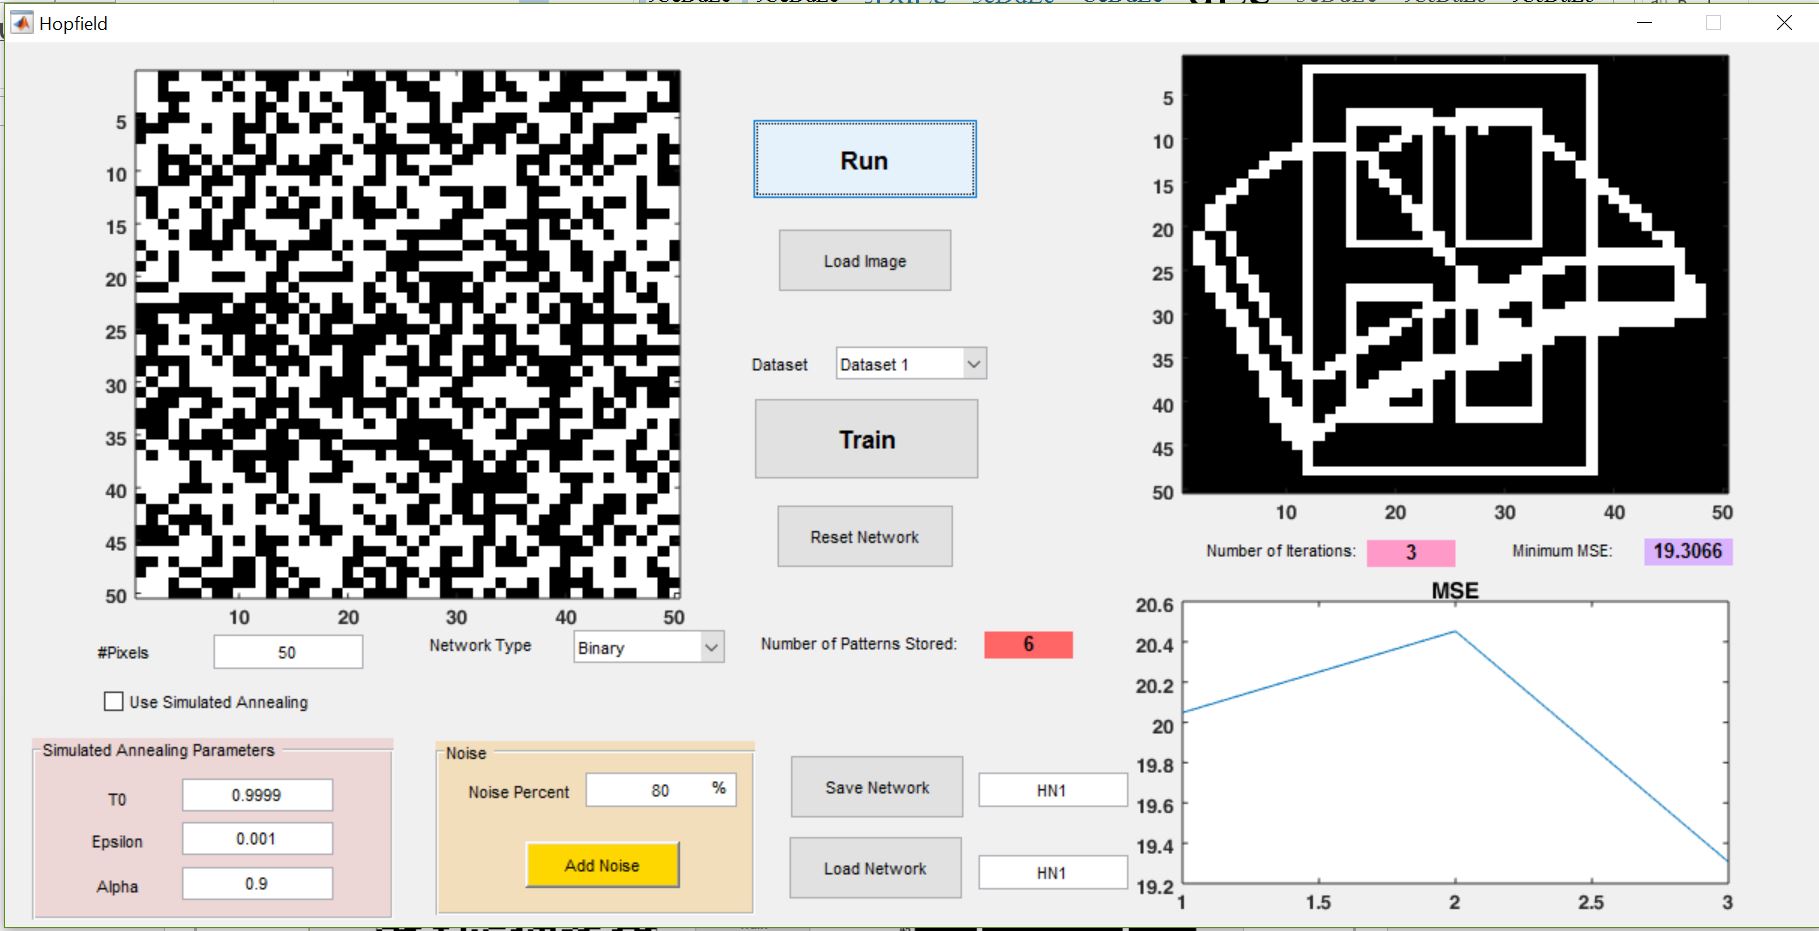 Hopfield
5
10
15
20
25
30
35
40
45
50
10 20 30 40 50
Run
Load Image
Dataset Dataset 1
Train
Reset Network
5
10
15
20
25
30
35
40
45
50
10 20 30 40 50
Number of Iterations: 3 Minimum MSE: 19.3066
#Pixels 50
Network Type Binary
Number of Patterns Stored: 6
Use Simulated Annealing
Simulated Annealing Parameters
T0 0.9999
Epsilon 0.001
Alpha 0.9
Noise
Noise Percent 80 %
Add Noise
Save Network HN1
Load Network HN1
MSE
20.6
20.4
20.2
20
19.8
19.6
19.4
19.2
1 1.5 2 2.5 3